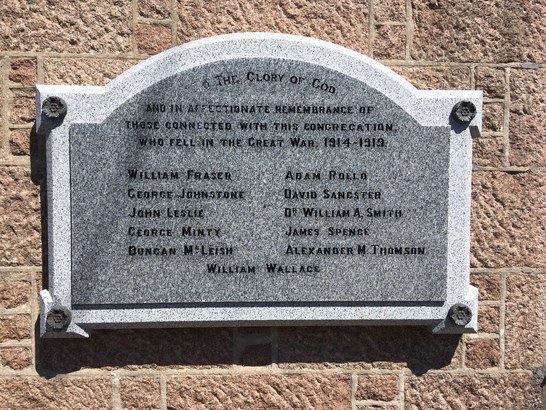 To The Glory of God
and in affectionate remembrance of
those connected with this congregation,
who fell in the Great War, 1914-1919.
William Fraser
George Johnstone
John Leslie
George Minty
Duncan McLeish
Adam Rollo
David Sangster
Dr William A. Smith
James Spence
Alexander M. Thomson
William Wallace